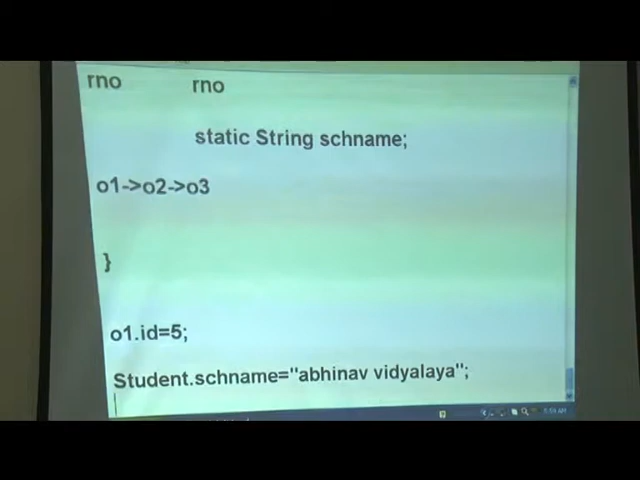 rno rno
static String schname;
o1->o2->o3
}
o1.id=5;
Student.schname="abhinav vidyalaya";